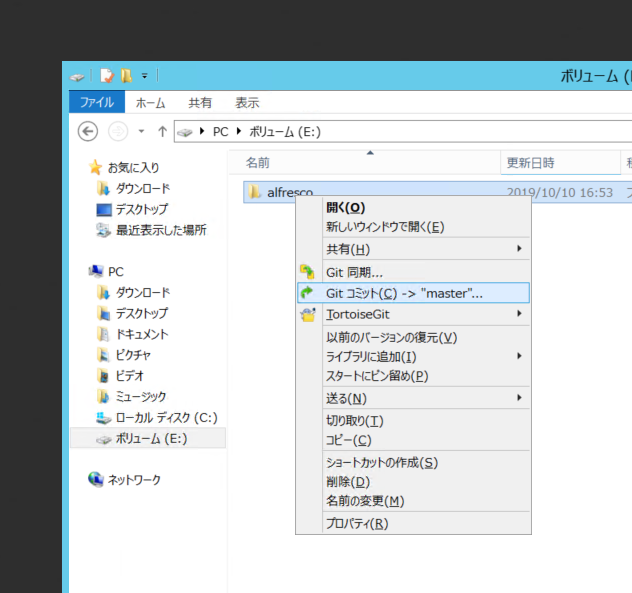 ボリューム (
ファイル ホーム 共有 表示
PC ボリューム (E:)
お気に入り
ダウンロード
デスクトップ
最近表示した場所
PC
ダウンロード
デスクトップ
ドキュメント
ピクチャ
ビデオ
ミュージック
ローカル ディスク (C:)
ボリューム (E:)
ネットワーク
名前 更新日時
alfresco 2019/10/10 16:53
開く(O)
新しいウィンドウで開く(E)
共有(H)
Git 同期...
Git コミット(C) -> "master"...
TortoiseGit
以前のバージョンの復元(V)
ライブラリに追加(I)
スタートにピン留め(P)
送る(N)
切り取り(T)
コピー(C)
ショートカットの作成(S)
削除(D)
名前の変更(M)
プロパティ(R)